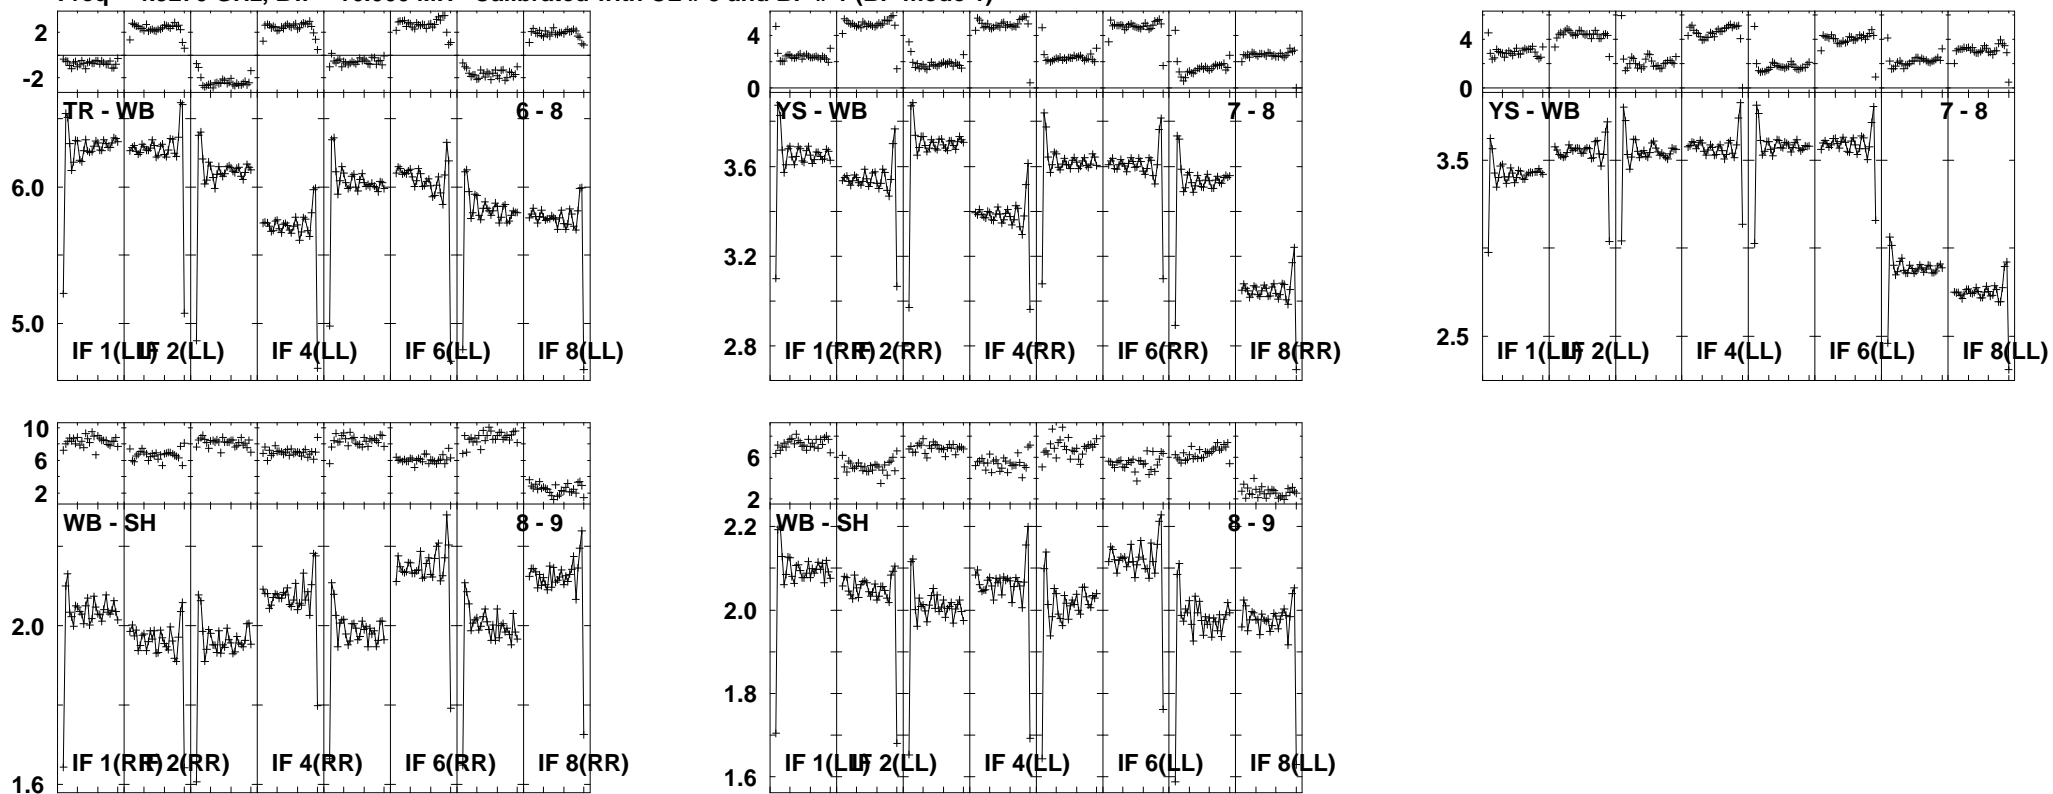 2
-2
TR - WB 6 - 8
6.0
5.0
IF 1(LL) IF 2(LL) IF 4(LL) IF 6(LL) IF 8(LL)
4
0
YS - WB 7 - 8
3.6
3.2
2.8
IF 1(RR) IF 2(RR) IF 4(RR) IF 6(RR) IF 8(RR)
4
0
YS - WB 7 - 8
3.5
2.5
IF 1(LL) IF 2(LL) IF 4(LL) IF 6(LL) IF 8(LL)
10
6
2
WB - SH 8 - 9
2.0
1.6
IF 1(RR) IF 2(RR) IF 4(RR) IF 6(RR) IF 8(RR)
6
2
WB - SH 8 - 9
2.2
2.0
1.8
1.6
IF 1(LL) IF 2(LL) IF 4(LL) IF 6(LL) IF 8(LL)